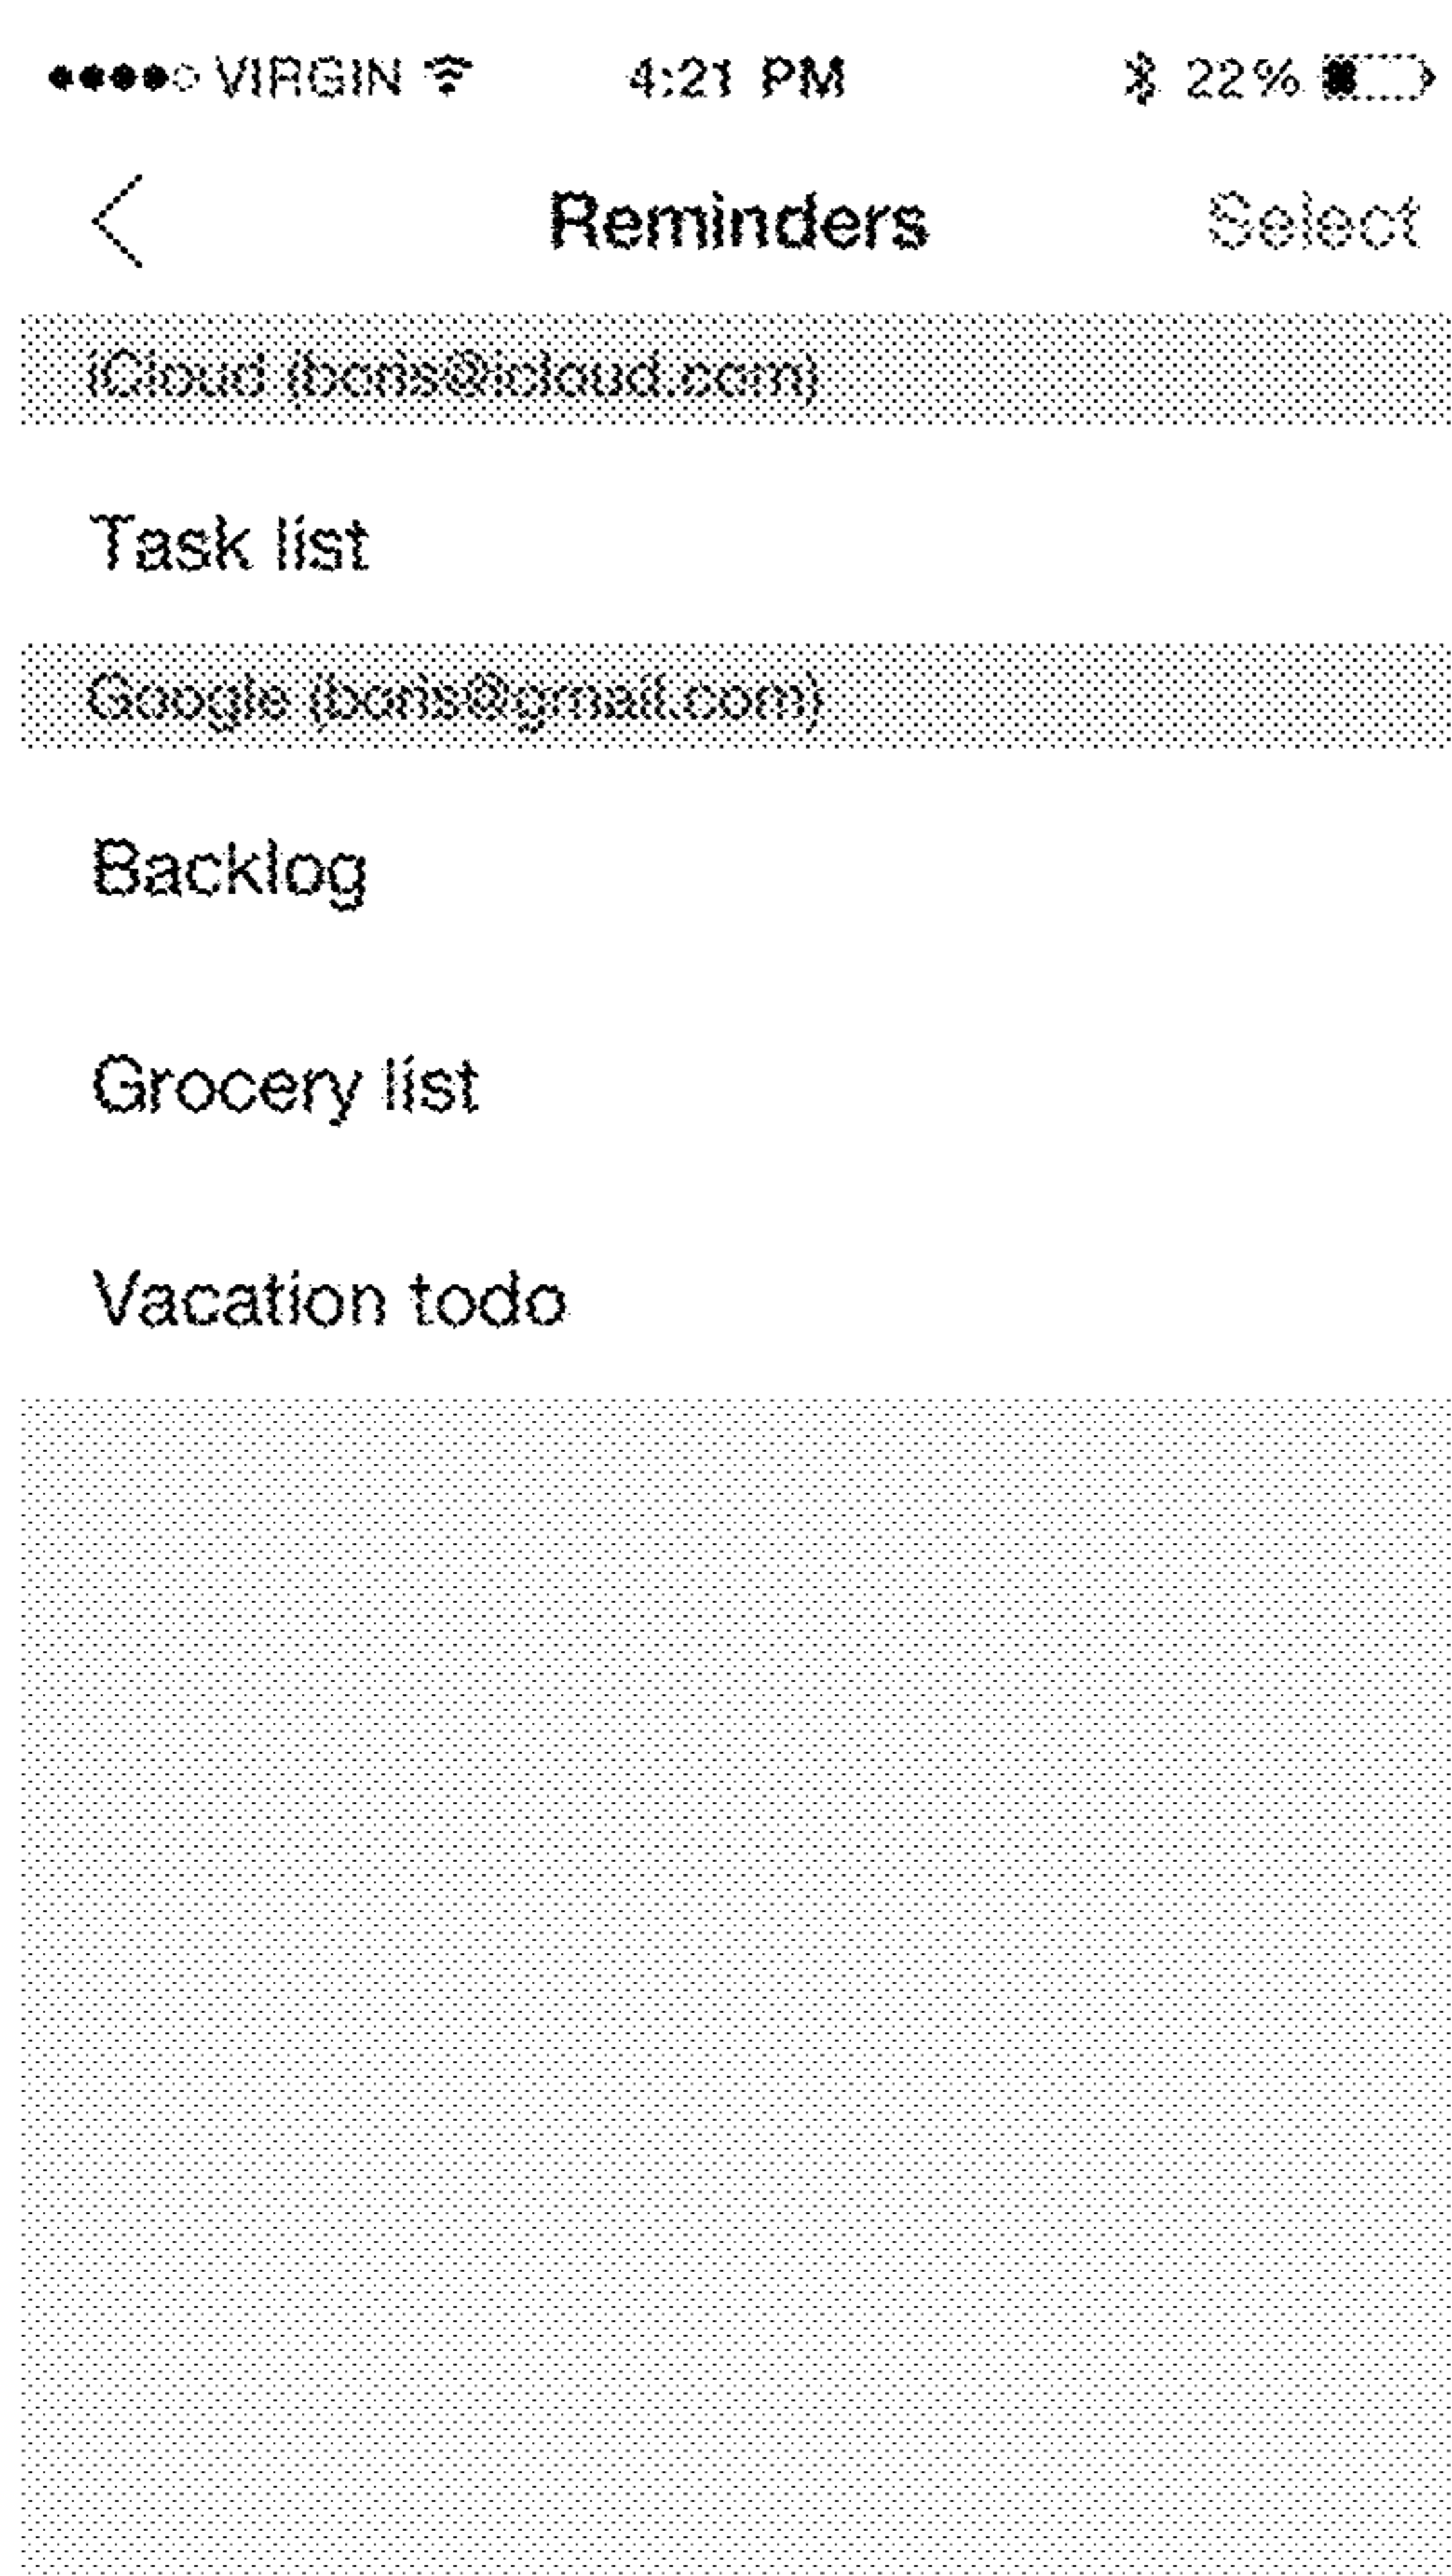 VIRGIN 4:21 PM 22%
Reminders Select
iCloud (boris@icloud.com)
Task list
Google (boris@gmail.com)
Backlog
Grocery list
Vacation todo